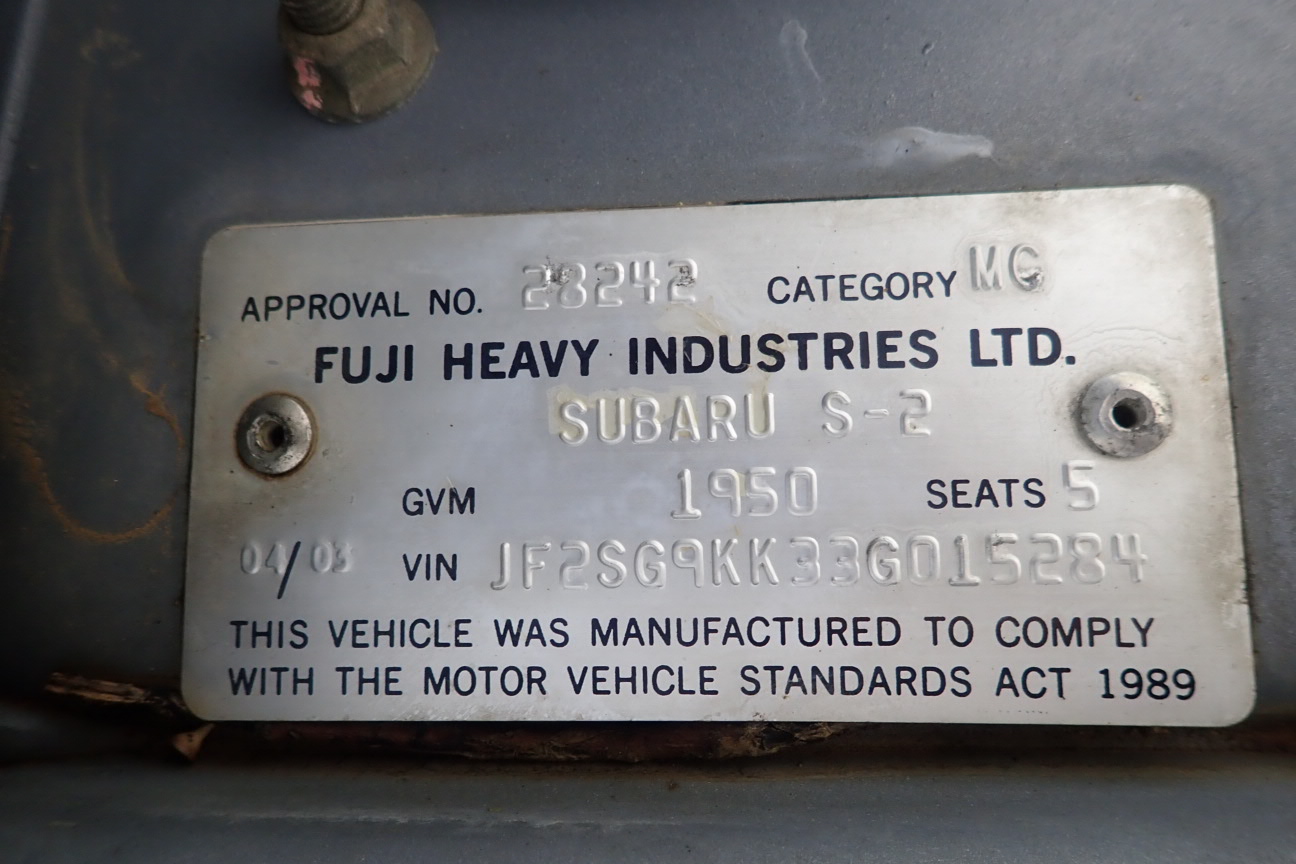 APPROVAL NO. 28242 CATEGORY MC
FUJI HEAVY INDUSTRIES LTD.
SUBARU S-2
GVM 1950 SEATS 5
04/03 VIN JF2SG9KK33G015284
THIS VEHICLE WAS MANUFACTURED TO COMPLY
WITH THE MOTOR VEHICLE STANDARDS ACT 1989